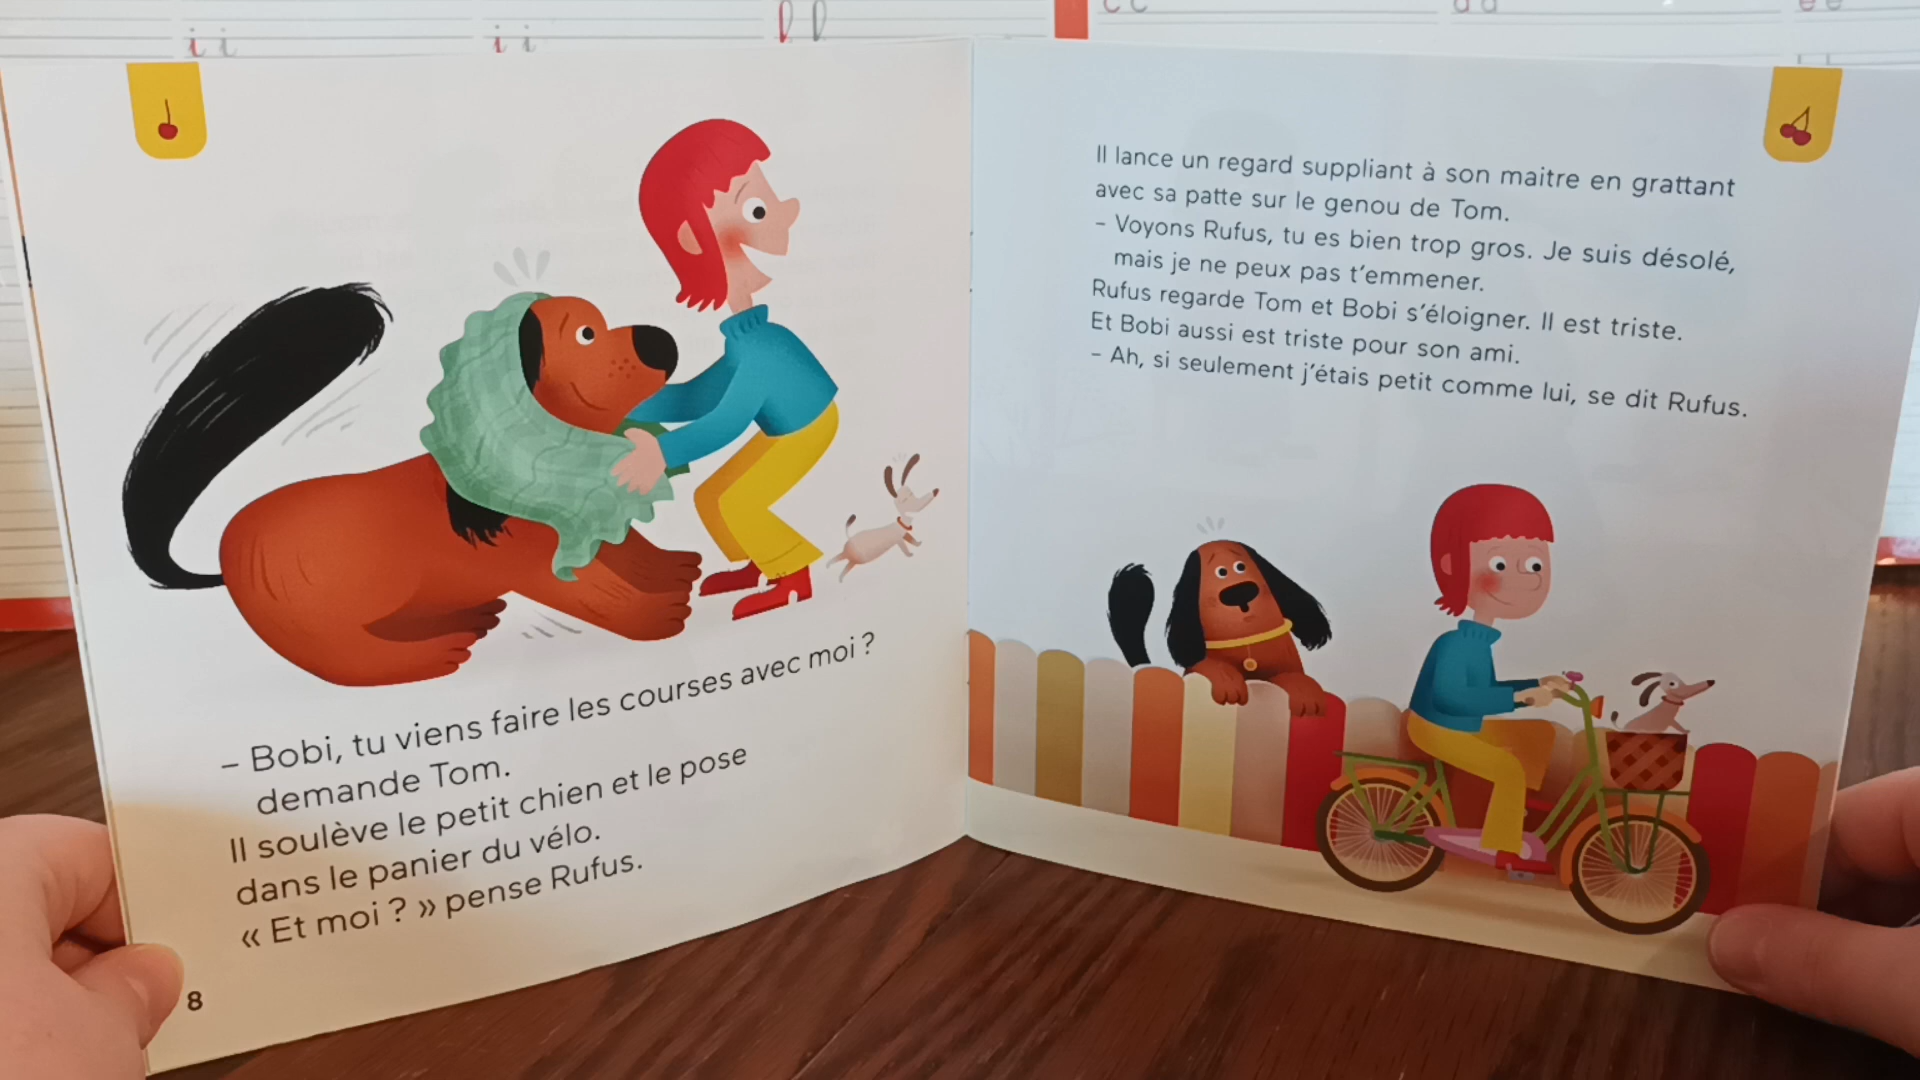 i i
i i
l l
c c
d d
e e
– Bobi, tu viens faire les courses avec moi ?
demande Tom.
Il soulève le petit chien et le pose
dans le panier du vélo.
« Et moi ? » pense Rufus.
8
Il lance un regard suppliant à son maitre en grattant
avec sa patte sur le genou de Tom.
– Voyons Rufus, tu es bien trop gros. Je suis désolé,
mais je ne peux pas t’emmener.
Rufus regarde Tom et Bobi s’éloigner. Il est triste.
Et Bobi aussi est triste pour son ami.
– Ah, si seulement j’étais petit comme lui, se dit Rufus.